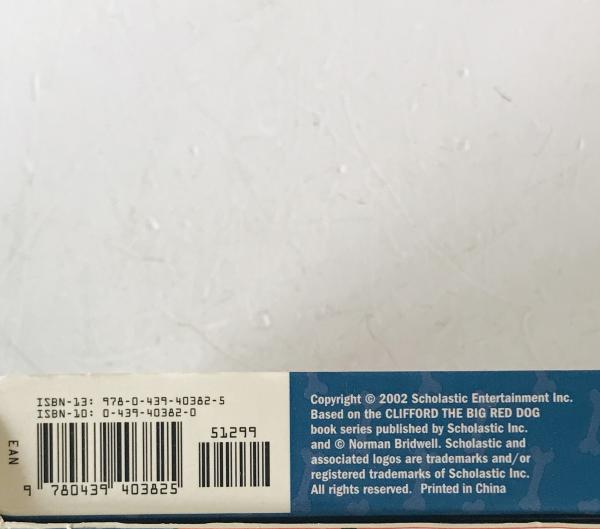 ISBN-13: 978-0-439-40382-5
ISBN-10: 0-439-40382-0
51299
EAN
9 780439 403825
Copyright © 2002 Scholastic Entertainment Inc.
Based on the CLIFFORD THE BIG RED DOG
book series published by Scholastic Inc.
and © Norman Bridwell. Scholastic and
associated logos are trademarks and/or
registered trademarks of Scholastic Inc.
All rights reserved. Printed in China